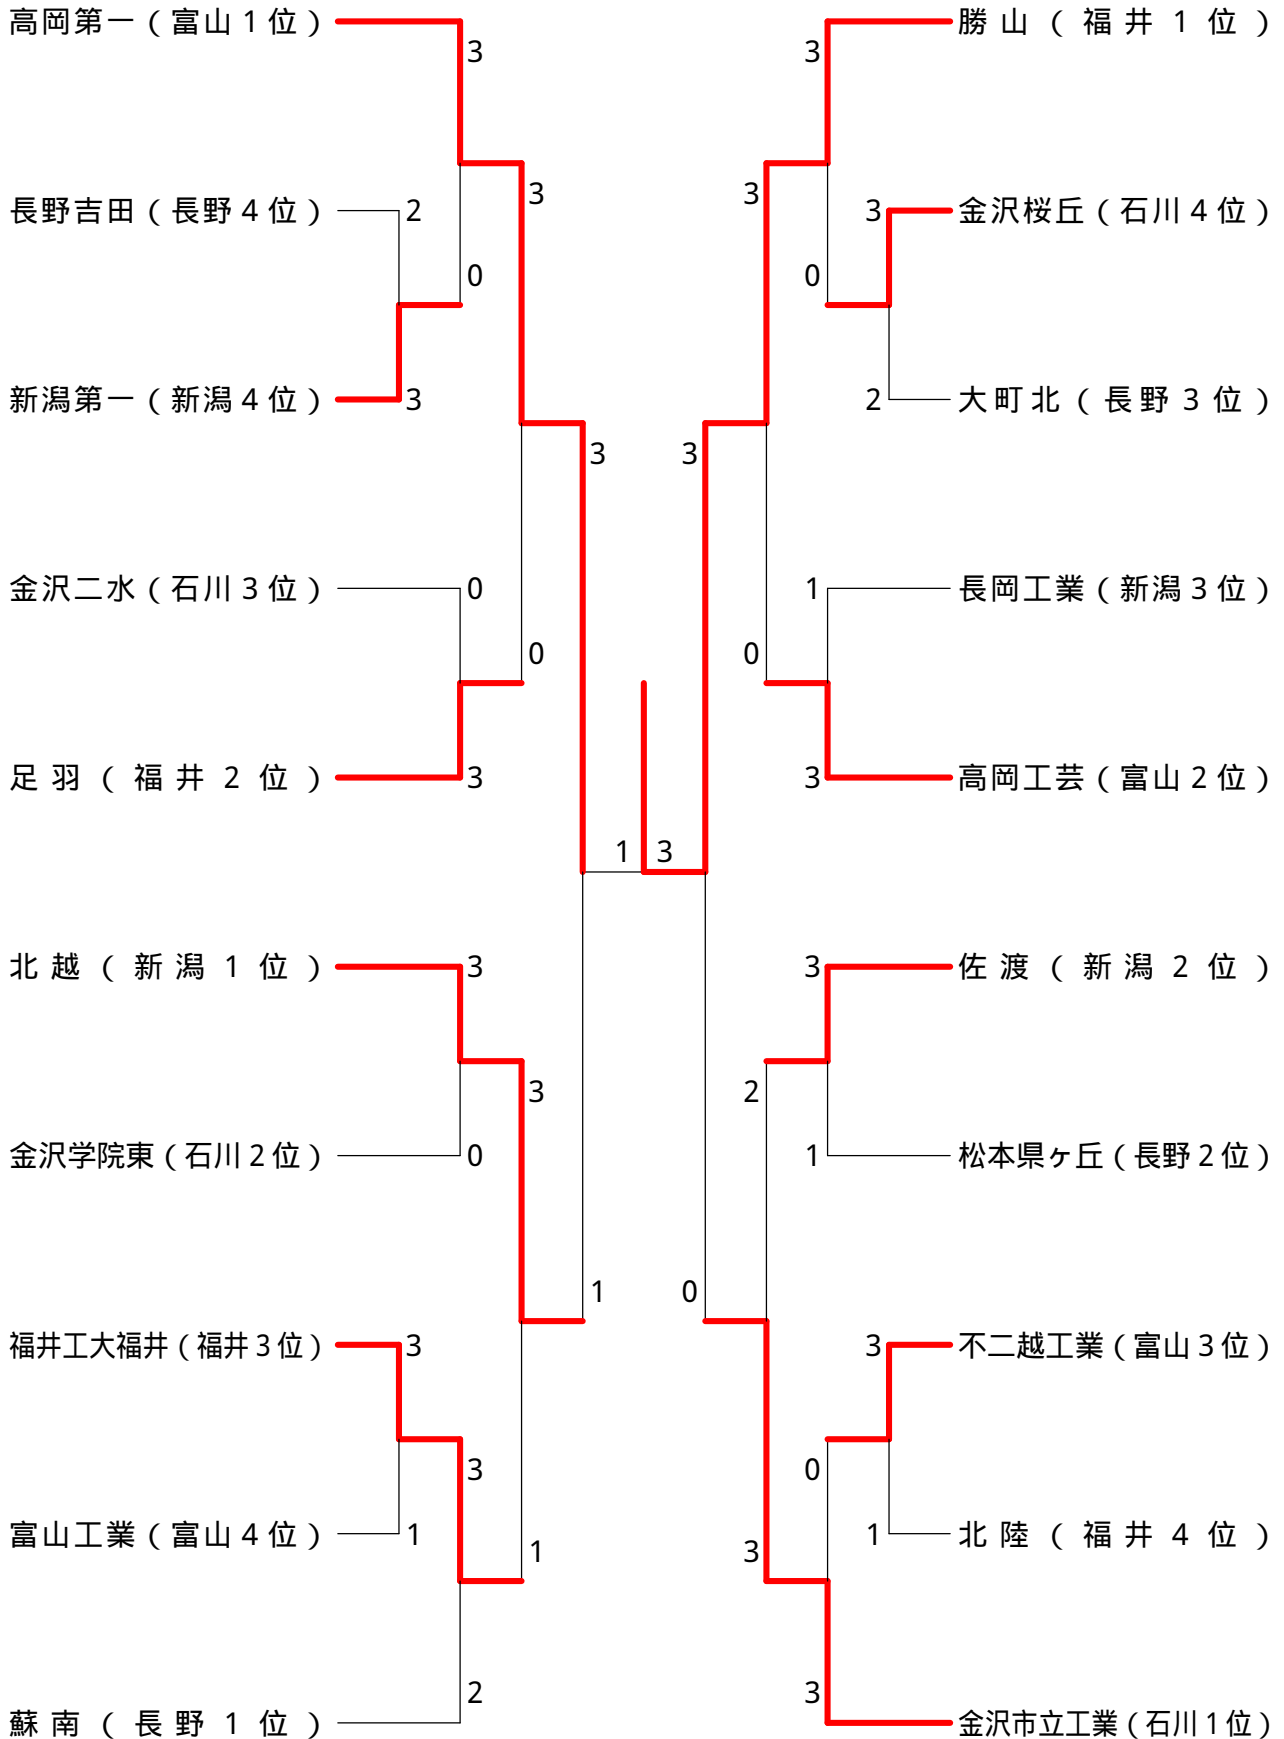 高岡第一（富山１位）
3
長野吉田（長野４位）
2
3
0
新潟第一（新潟４位）
3
3
金沢二水（石川３位）
0
0
足羽（福井２位）
3
1
北越（新潟１位）
3
3
金沢学院東（石川２位）
0
1
福井工大福井（福井３位）
3
3
富山工業（富山４位）
1
1
2
蘇南（長野１位）
勝山（福井１位）
3
3
3
金沢桜丘（石川４位）
0
2
大町北（長野３位）
3
1
長岡工業（新潟３位）
0
3
高岡工芸（富山２位）
3
3
佐渡（新潟２位）
2
1
松本県ヶ丘（長野２位）
0
3
不二越工業（富山３位）
0
1
北陸（福井４位）
3
3
金沢市立工業（石川１位）